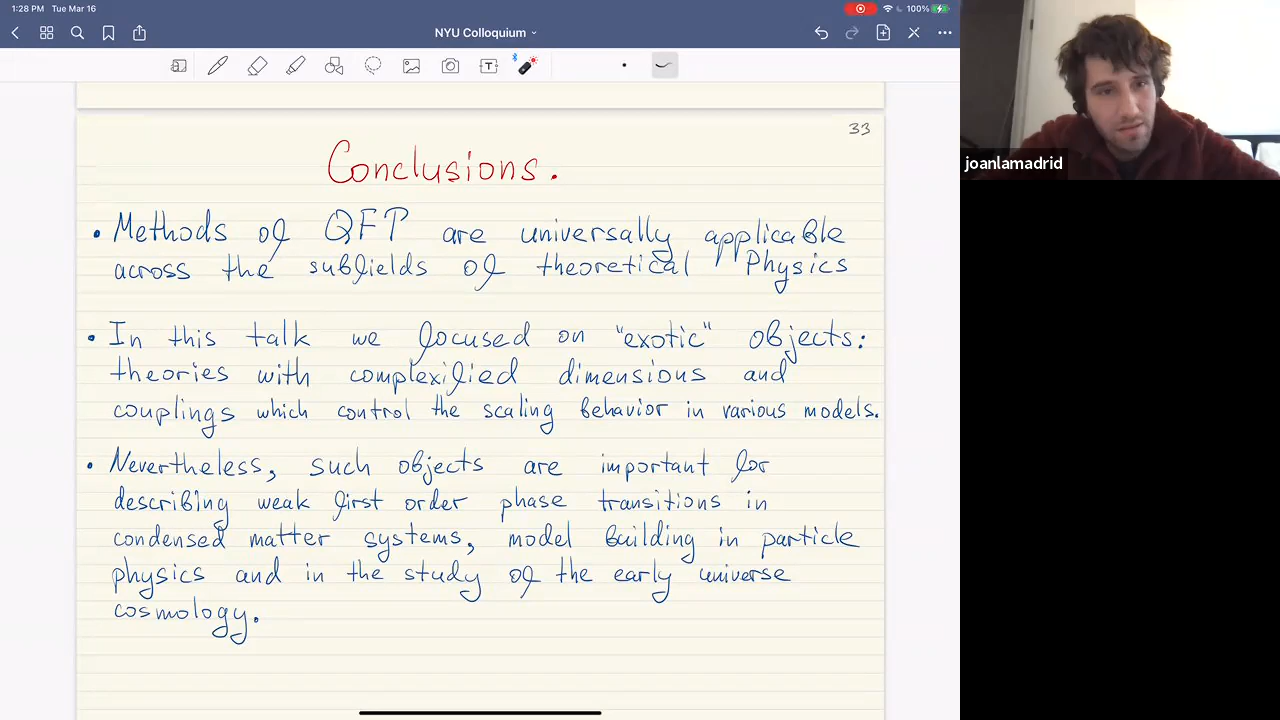 1:28 PM Tue Mar 16
100%
NYU Colloquium
T
33
Conclusions.
• Methods of QFT are universally applicable
across the subfields of theoretical Physics
• In this talk we focused on "exotic" objects:
theories with complexified dimensions and
couplings which control the scaling behavior in various models.
• Nevertheless, such objects are important for
describing weak first order phase transitions in
condensed matter systems, model building in particle
physics and in the study of the early universe
cosmology.
joanlamadrid